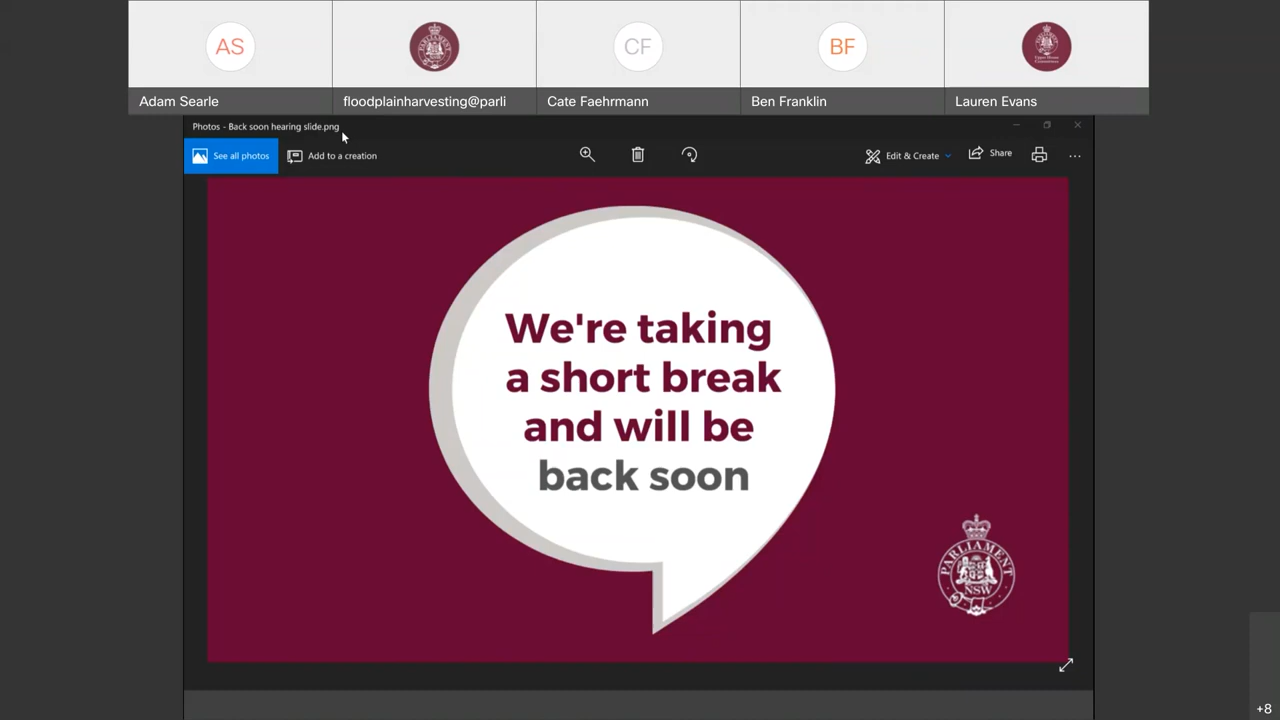 AS
CF
BF
Adam Searle
floodplainharvesting@parli
Cate Faehrmann
Ben Franklin
Lauren Evans
Photos - Back soon hearing slide.png
See all photos
Add to a creation
Edit & Create
Share
We're taking
a short break
and will be
back soon
PARLIAMENT
NSW
+8